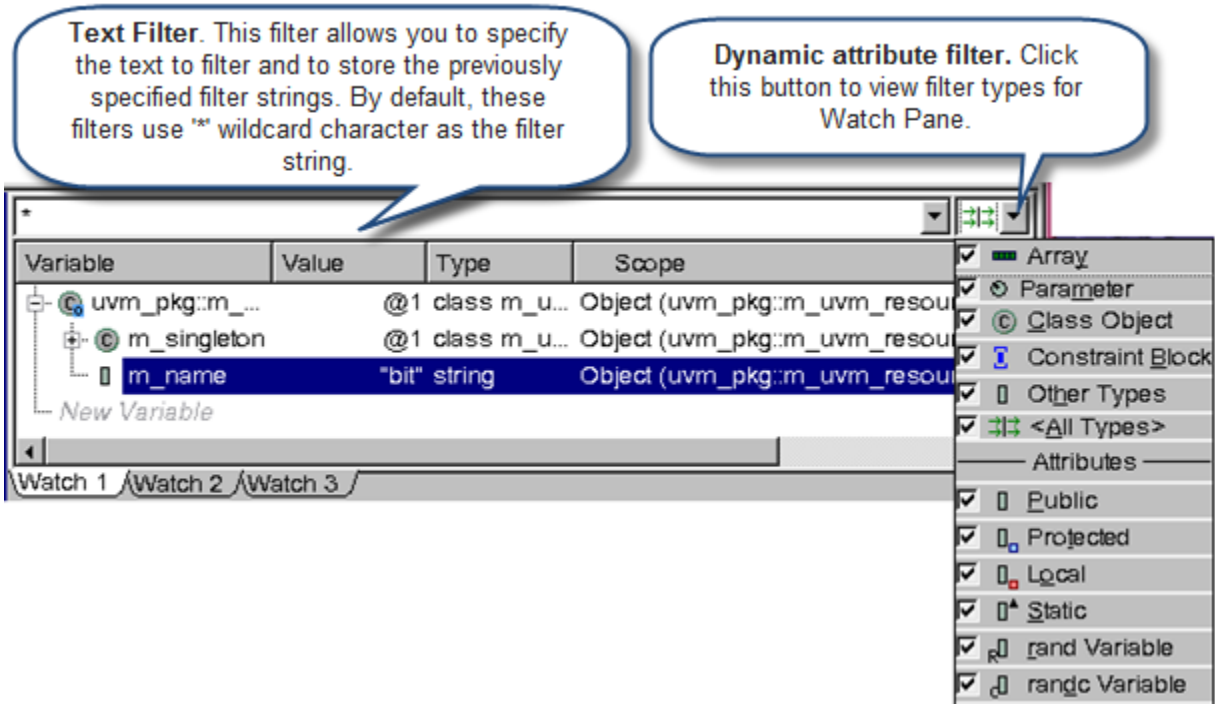 Text Filter. This filter allows you to specify
the text to filter and to store the previously
specified filter strings. By default, these
filters use '*' wildcard character as the filter
string.
Dynamic attribute filter. Click
this button to view filter types for
Watch Pane.
*
Variable Value Type Scope
uvm_pkg::m_... @1 class m_u... Object (uvm_pkg::m_uvm_resou
m_singleton @1 class m_u... Object (uvm_pkg::m_uvm_resou
m_name "bit" string Object (uvm_pkg::m_uvm_resou
New Variable
Watch 1 Watch 2 Watch 3
Array
Parameter
Class Object
Constraint Block
Other Types
<All Types>
Attributes
Public
Protected
Local
Static
rand Variable
randc Variable